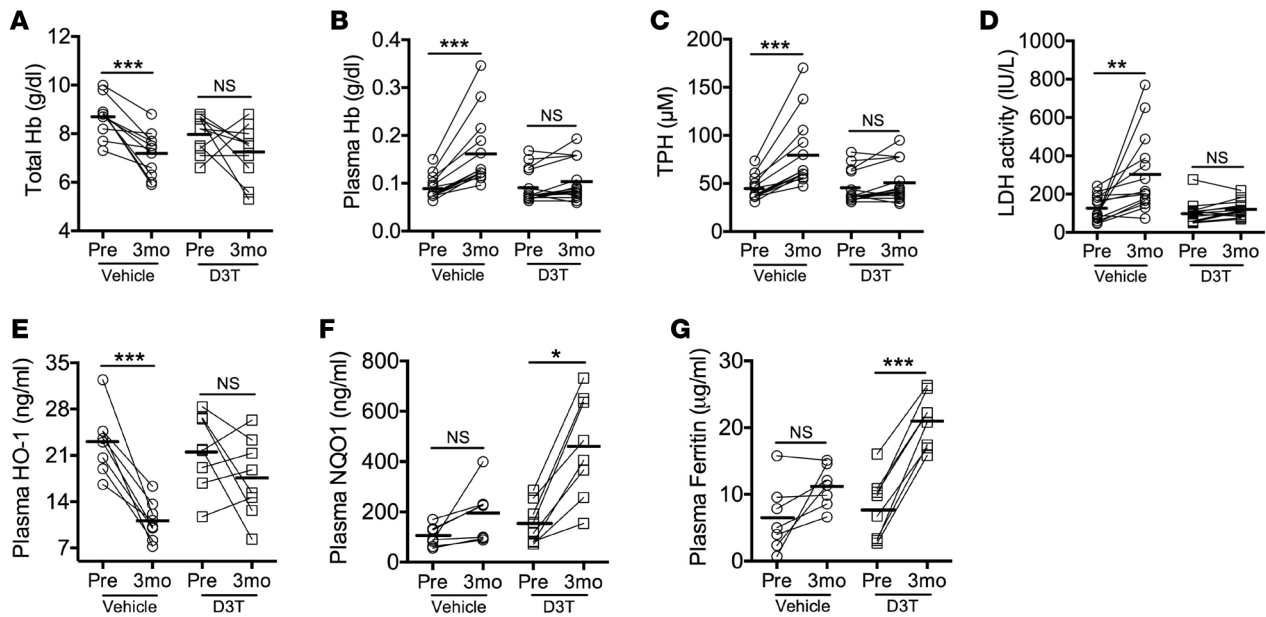 A
Total Hb (g/dl)
12
10
8
6
4
***
NS
Pre 3mo Pre 3mo
Vehicle D3T
B
Plasma Hb (g/dl)
0.4
0.3
0.2
0.1
0.0
***
NS
Pre 3mo Pre 3mo
Vehicle D3T
C
TPH (µM)
200
150
100
50
0
***
NS
Pre 3mo Pre 3mo
Vehicle D3T
D
LDH activity (IU/L)
1000
800
600
400
200
0
**
NS
Pre 3mo Pre 3mo
Vehicle D3T
E
Plasma HO-1 (ng/ml)
35
28
21
14
7
***
NS
Pre 3mo Pre 3mo
Vehicle D3T
F
Plasma NQO1 (ng/ml)
800
600
400
200
0
NS
*
Pre 3mo Pre 3mo
Vehicle D3T
G
Plasma Ferritin (µg/ml)
30
20
10
0
NS
***
Pre 3mo Pre 3mo
Vehicle D3T